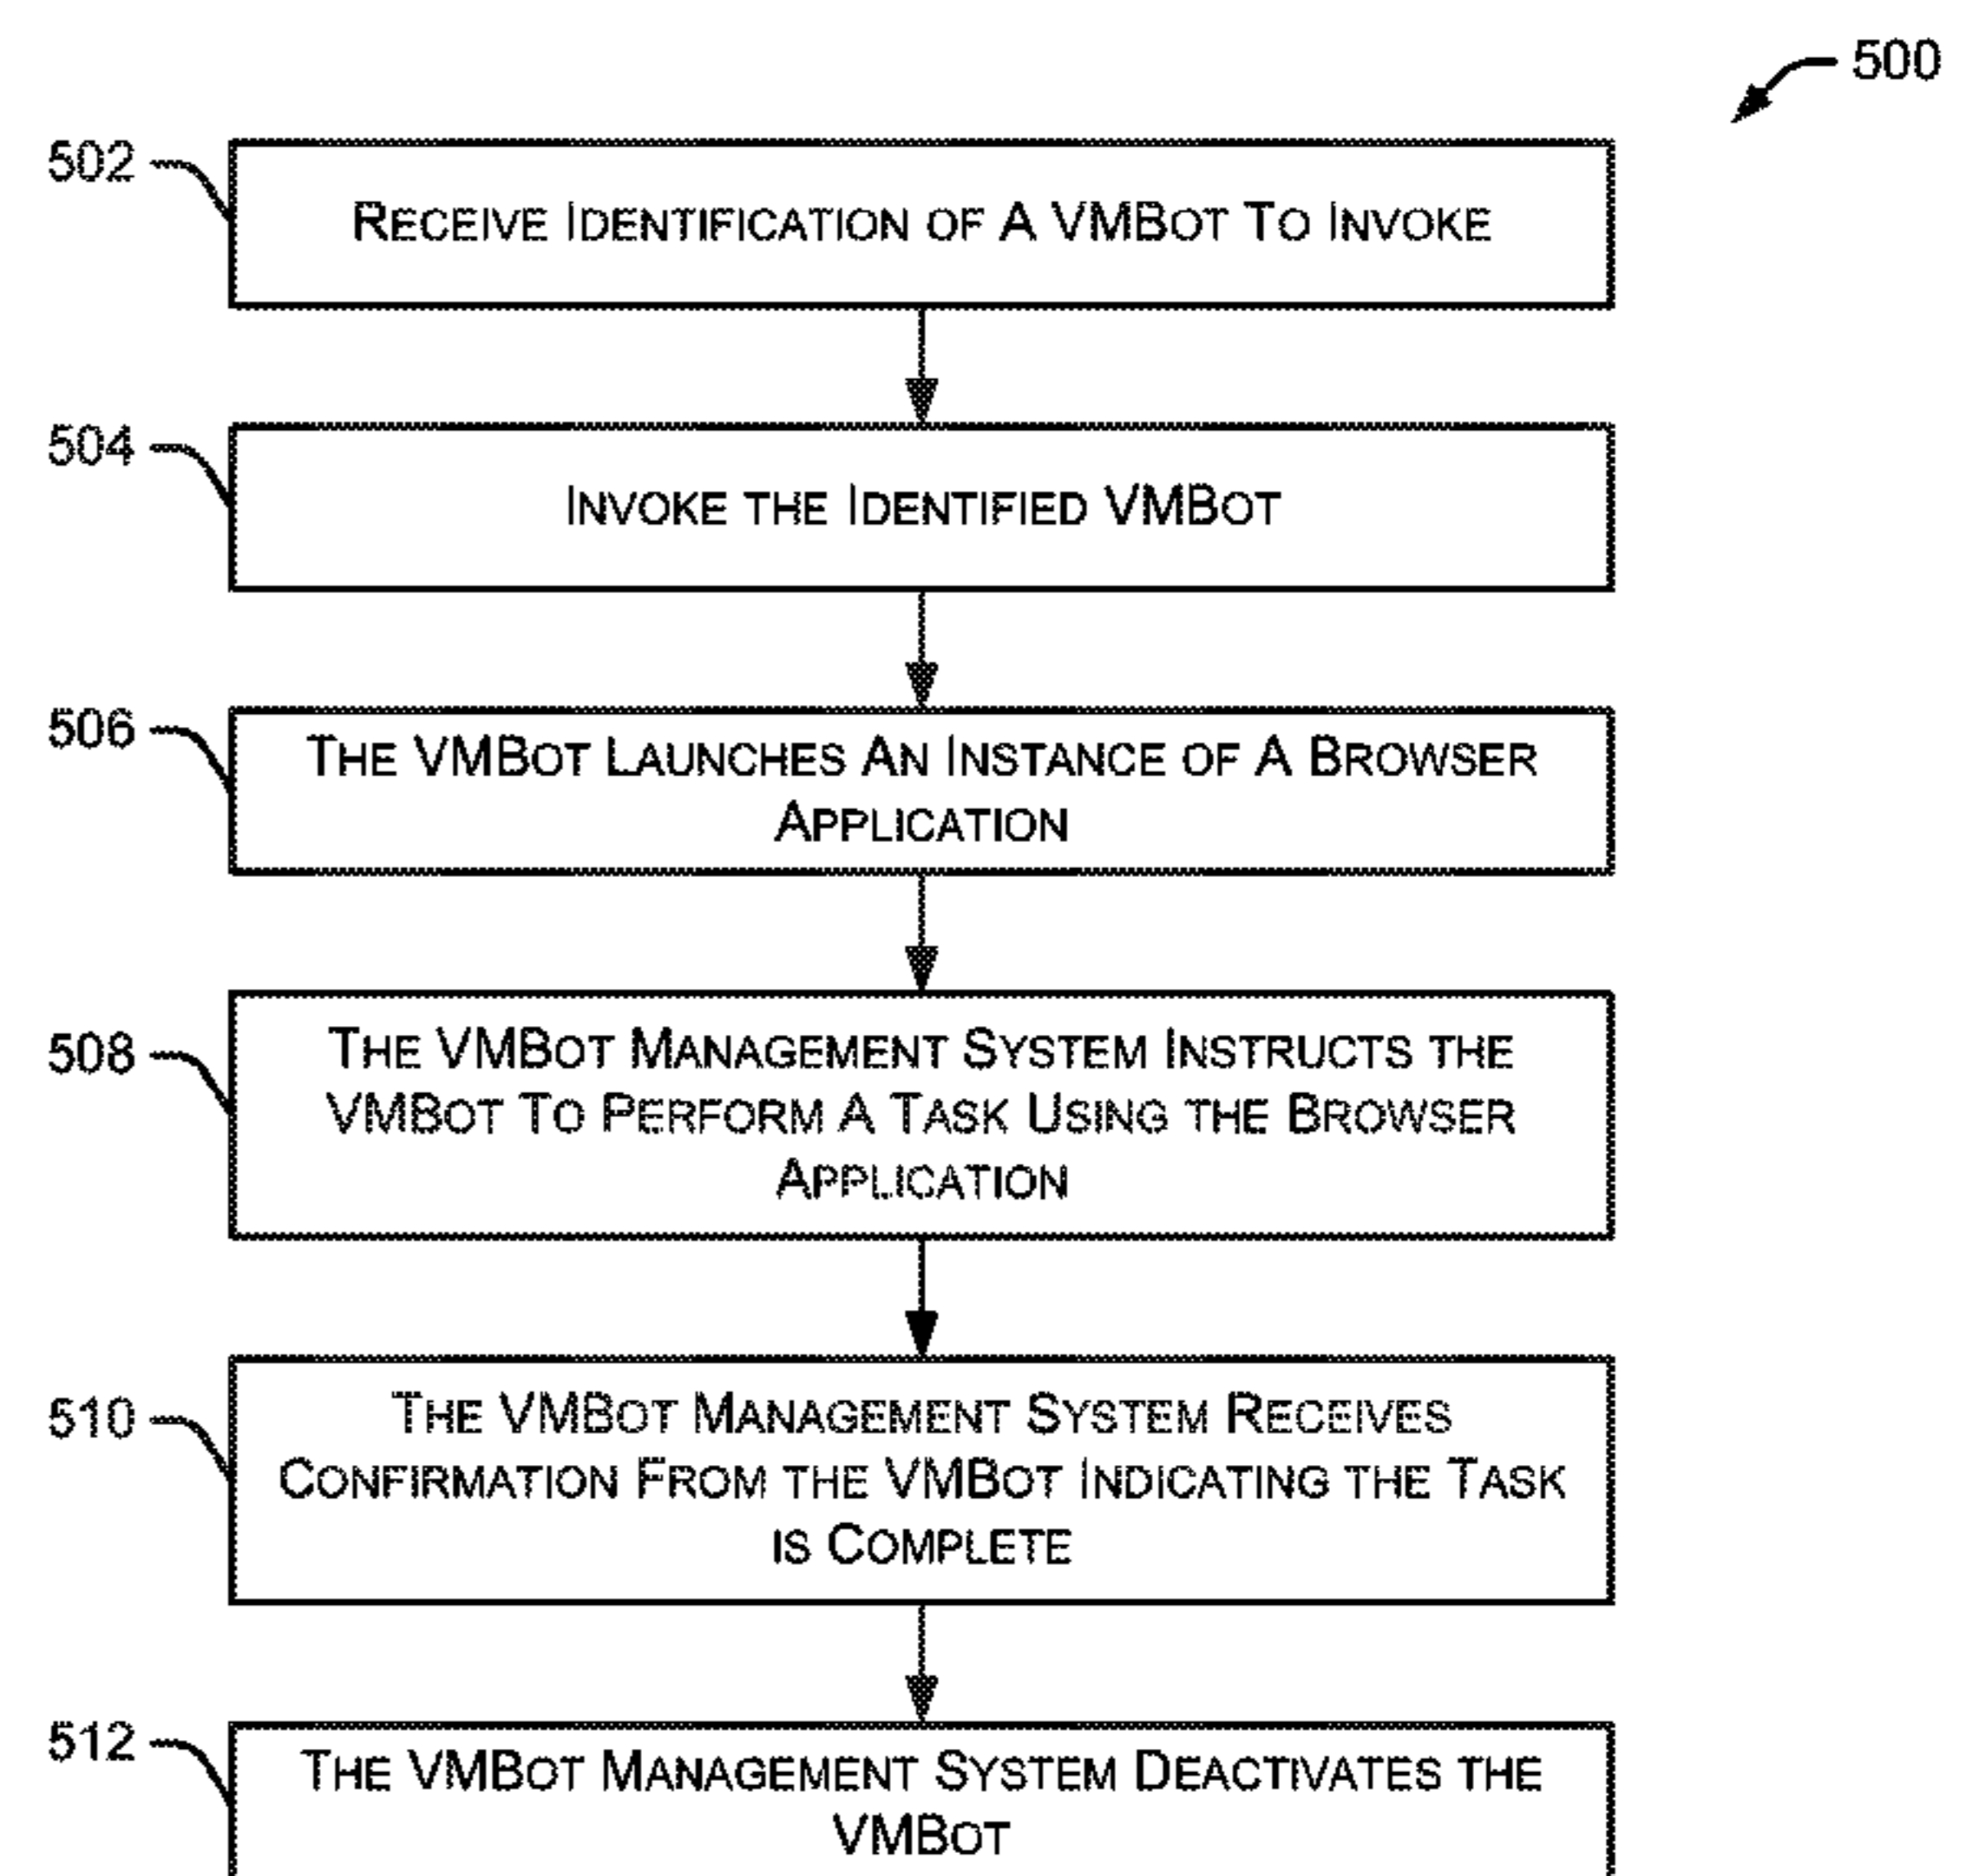 500
502
RECEIVE IDENTIFICATION OF A VMBOT TO INVOKE
504
INVOKE THE IDENTIFIED VMBOT
506
THE VMBOT LAUNCHES AN INSTANCE OF A BROWSER
APPLICATION
508
THE VMBOT MANAGEMENT SYSTEM INSTRUCTS THE
VMBOT TO PERFORM A TASK USING THE BROWSER
APPLICATION
510
THE VMBOT MANAGEMENT SYSTEM RECEIVES
CONFIRMATION FROM THE VMBOT INDICATING THE TASK
IS COMPLETE
512
THE VMBOT MANAGEMENT SYSTEM DEACTIVATES THE
VMBOT